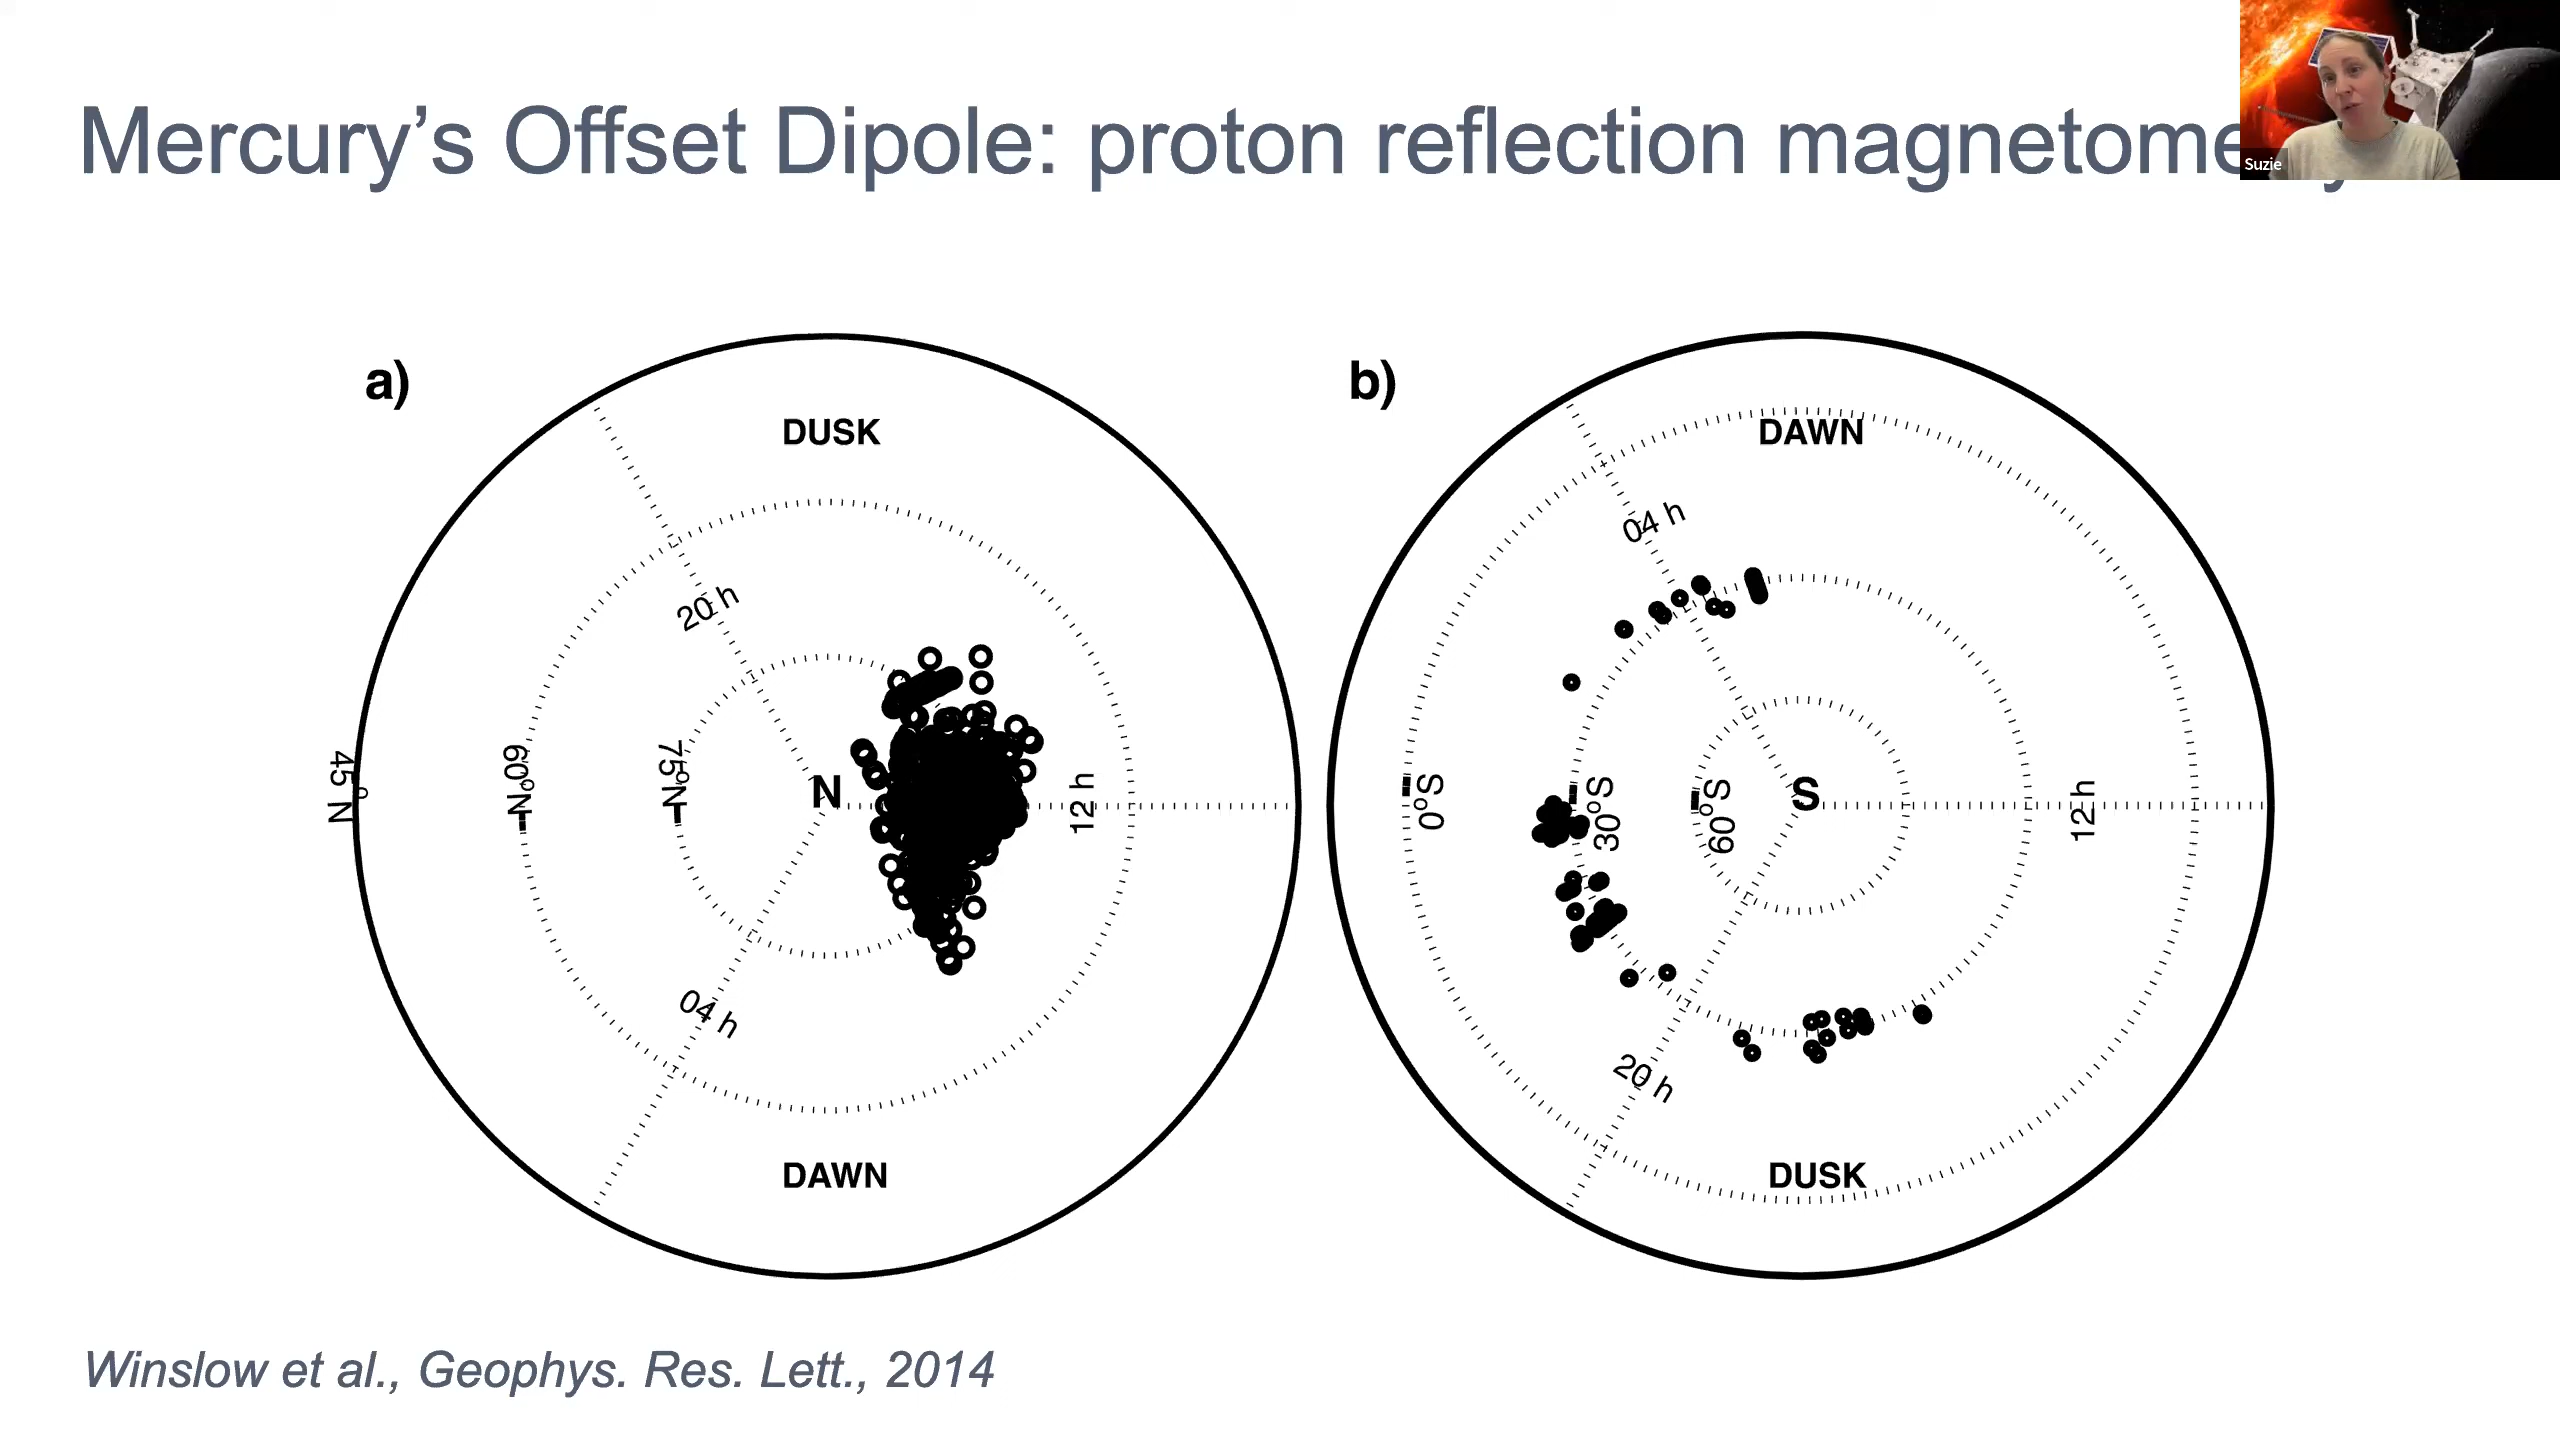 Mercury’s Offset Dipole: proton reflection magnetome
Suzie
a)
DUSK
20 h
N
45°N
60°N
75°N
12 h
04 h
DAWN
b)
DAWN
04 h
S
0°S
30°S
60°S
12 h
20 h
DUSK
Winslow et al., Geophys. Res. Lett., 2014